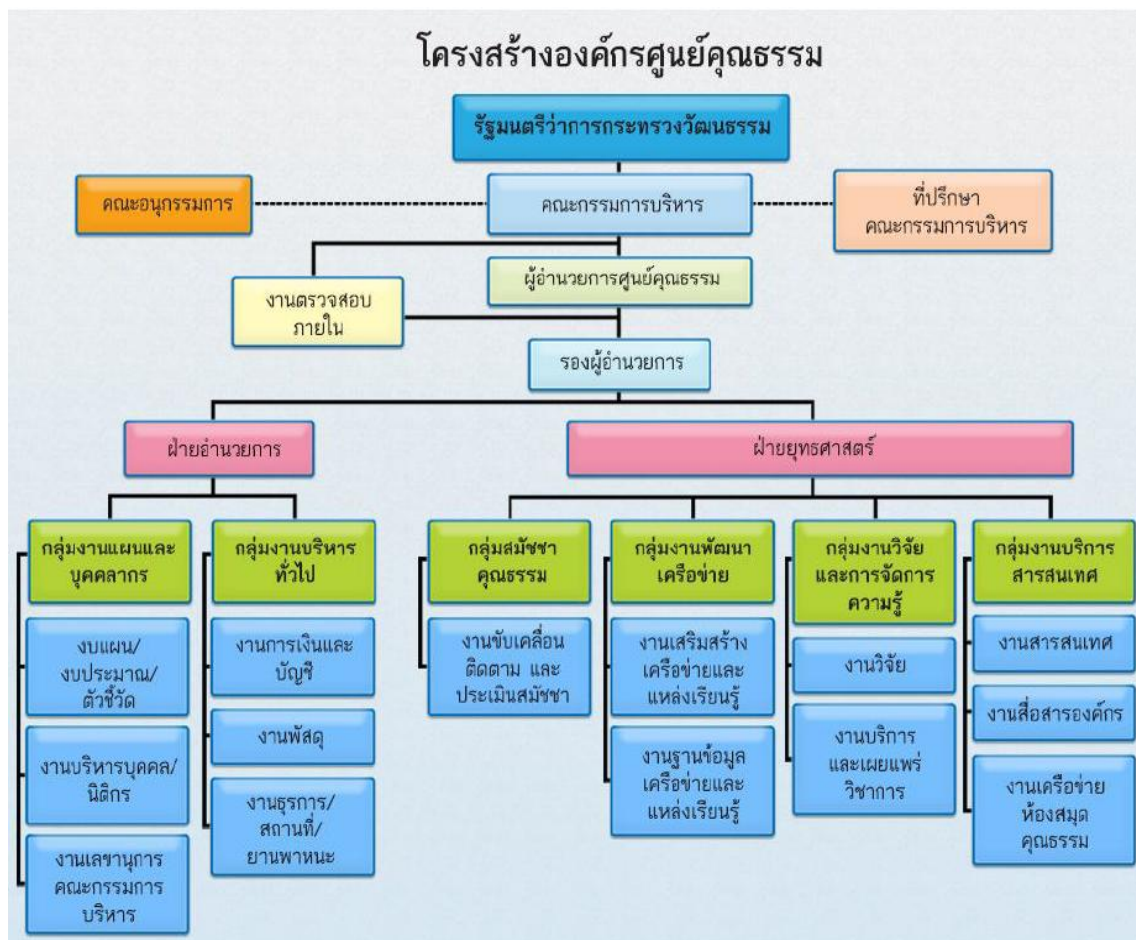 โครงสร้างองค์กรศูนย์คุณธรรม
รัฐมนตรีว่าการกระทรวงวัฒนธรรม
คณะอนุกรรมการ
คณะกรรมการบริหาร
ที่ปรึกษา
คณะกรรมการบริหาร
ผู้อำนวยการศูนย์คุณธรรม
งานตรวจสอบ
ภายใน
รองผู้อำนวยการ
ฝ่ายอำนวยการ
ฝ่ายยุทธศาสตร์
กลุ่มงานแผนและ
บุคคลากร
งบแผน/
งบประมาณ/
ตัวชี้วัด
งานบริหารบุคคล/
นิติกร
งานเลขานุการ
คณะกรรมการ
บริหาร
กลุ่มงานบริหาร
ทั่วไป
งานการเงินและ
บัญชี
งานพัสดุ
งานธุรการ/
สถานที่/
ยานพาหนะ
กลุ่มสมัชชา
คุณธรรม
งานขับเคลื่อน
ติดตาม และ
ประเมินสมัชชา
กลุ่มงานพัฒนา
เครือข่าย
งานเสริมสร้าง
เครือข่ายและ
แหล่งเรียนรู้
งานฐานข้อมูล
เครือข่ายและ
แหล่งเรียนรู้
กลุ่มงานวิจัย
และการจัดการ
ความรู้
งานวิจัย
งานบริการ
และเผยแพร่
วิชาการ
กลุ่มงานบริการ
สารสนเทศ
งานสารสนเทศ
งานสื่อสารองค์กร
งานเครือข่าย
ห้องสมุด
คุณธรรม